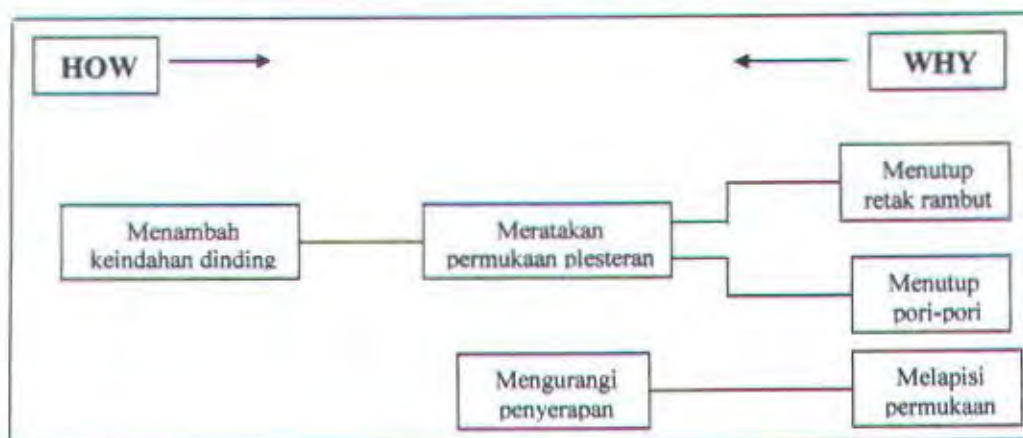 HOW
WHY
Menutup
retak rambut
Menambah
keindahan dinding
Meratakan
permukaan plesteran
Menutup
pori-pori
Mengurangi
penyerapan
Melapisi
permukaan